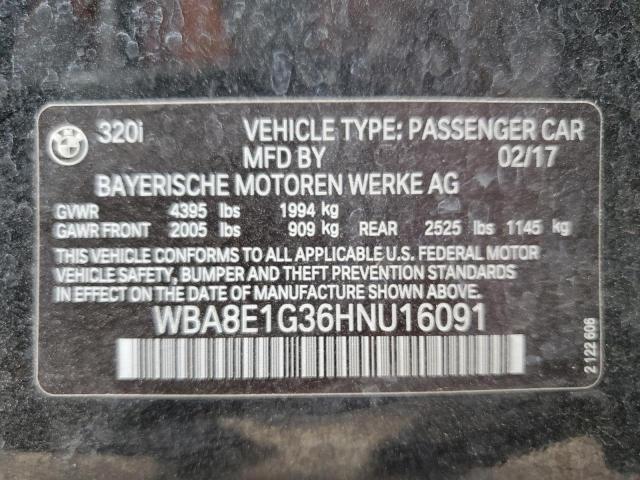 BMW 320i VEHICLE TYPE: PASSENGER CAR
MFD BY 02/17
BAYERISCHE MOTOREN WERKE AG
GVWR 4395 lbs 1994 kg
GAWR FRONT 2005 lbs 909 kg REAR 2525 lbs 1145 kg
THIS VEHICLE CONFORMS TO ALL APPLICABLE U.S. FEDERAL MOTOR
VEHICLE SAFETY, BUMPER AND THEFT PREVENTION STANDARDS
IN EFFECT ON THE DATE OF MANUFACTURE SHOWN ABOVE.
WBA8E1G36HNU16091
2 122 606